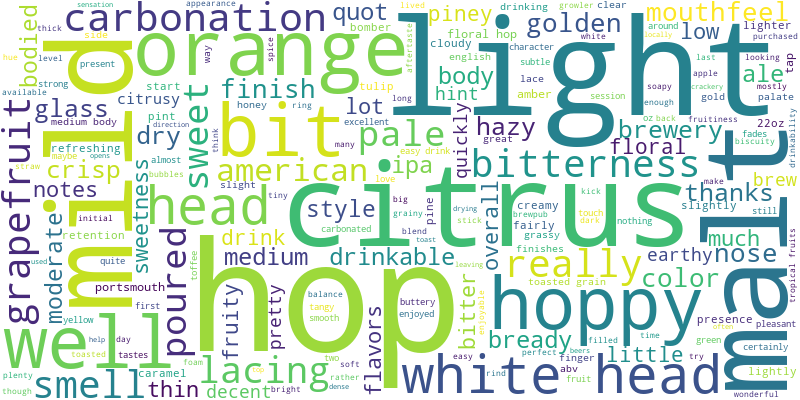 sensation
appearance
growler
clear
lived
drinking
carbonation
quot
piney
mouthfeel
thick
side
bomber
floral hop
around
lighter
hue
level
way
spice
aftertaste
cloudy
character
white
locally
purchased
bodied
present
orange
light
golden
low
looking
tap
available
strong
english
subtle
last
ale
mild
start
tulip
body
lace
apple
mostly
straw
glass
citrusy
honey
ring
hint
amber
session
soapy
crackery
gold
palate
finish
lot
long
oz
back
enough
fruitiness
22oz
medium body
pint
direction
excellent
quickly
hazy
brewery
fades
drinkability
grapefruit
refreshing
dry
sweet
bit
many
pale
great
floral
biscuity
maybe
opens
almost
think
easy drink
ipa
bitterness
malt
crisp
bubbles
american
love
thanks
brew
notes
slight
tiny
big
drying
kick
make
still
initial
sweetness
head
style
grainy
pine
citrus
creamy
touch
dark
slightly
retention
moderate
poured
carbonated
blend
toast
stick
overall
fairly
brewpub
grassy
nothing
much
quite
drink
medium
drinkable
finishes
earthy
nose
tropical fruits
portsmouth
toffee
hop
leaving
really
toasted grain
color
used
first
fruity
pretty
balance
tangy
smooth
buttery
enjoyed
bitter
enjoyable
hoppy
presence
often
pleasant
yellow
help
day
well
toasted
tastes
foam
two
soft
flavors
bready
filled
time
green
certainly
plenty
caramel
lacing
top
rather
easy
perfect
beers
little
try
lightly
though
smell
thin
decent
bright
dense
white head
finger
rind
abv
fruit
wonderful